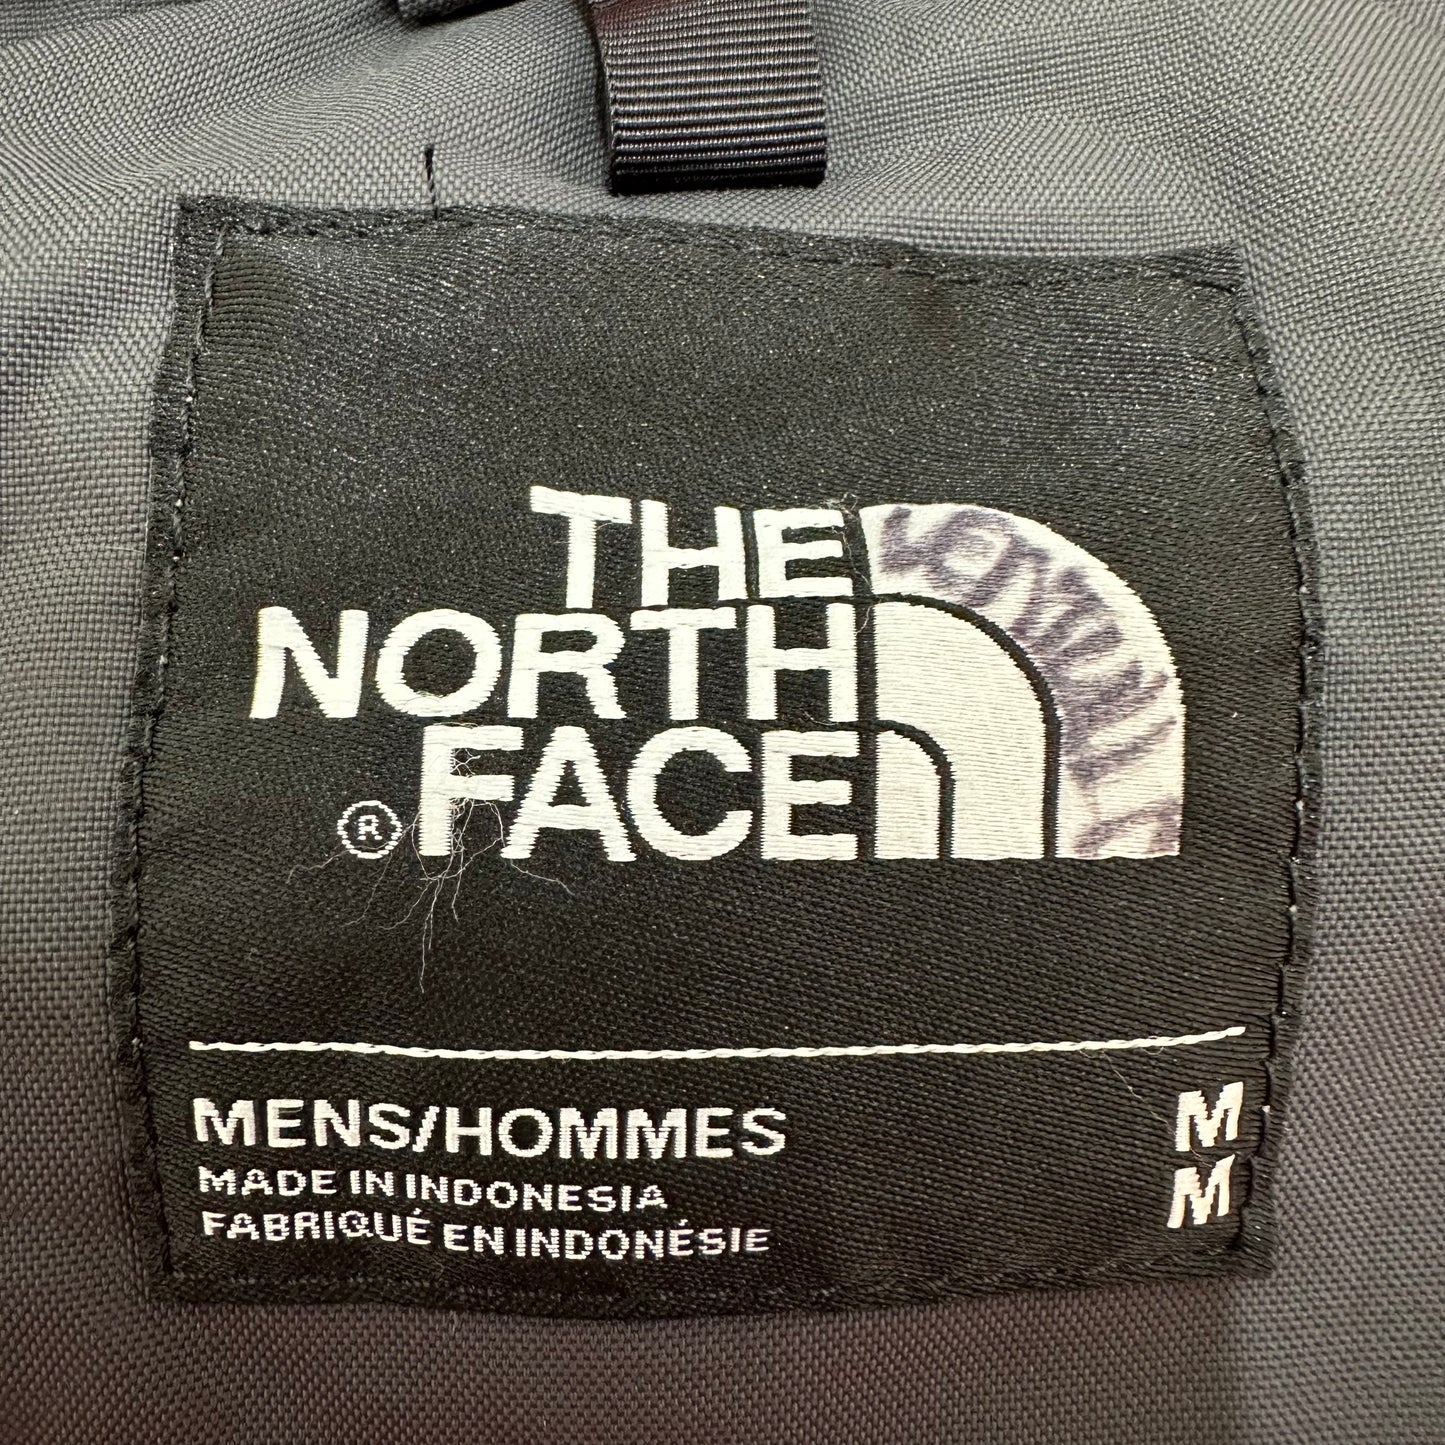 THE
NORTH
FACE
®
MENS/HOMMES
MADE IN INDONESIA
FABRIQUÉ EN INDONÉSIE
M
M